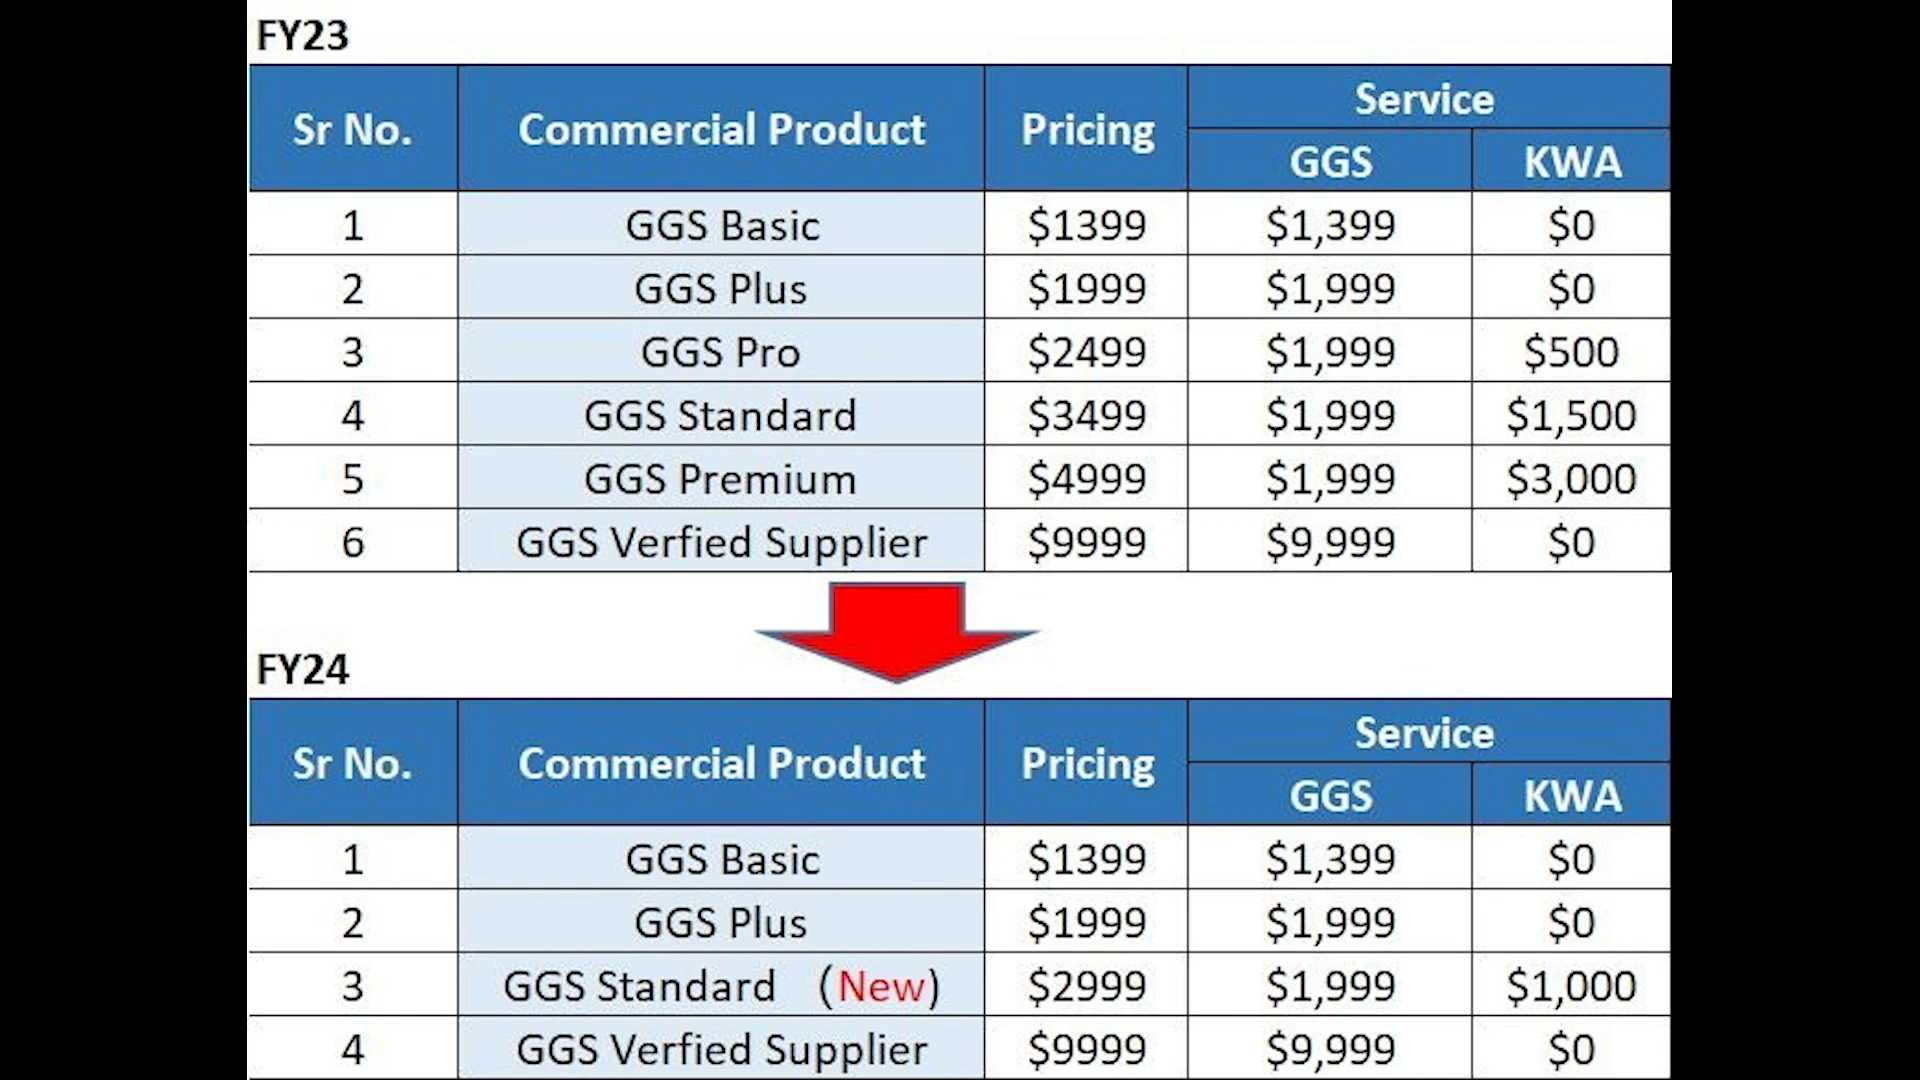 FY23
Sr No. Commercial Product Pricing Service
GGS KWA
1 GGS Basic $1399 $1,399 $0
2 GGS Plus $1999 $1,999 $0
3 GGS Pro $2499 $1,999 $500
4 GGS Standard $3499 $1,999 $1,500
5 GGS Premium $4999 $1,999 $3,000
6 GGS Verfied Supplier $9999 $9,999 $0
FY24
Sr No. Commercial Product Pricing Service
GGS KWA
1 GGS Basic $1399 $1,399 $0
2 GGS Plus $1999 $1,999 $0
3 GGS Standard (New) $2999 $1,999 $1,000
4 GGS Verfied Supplier $9999 $9,999 $0